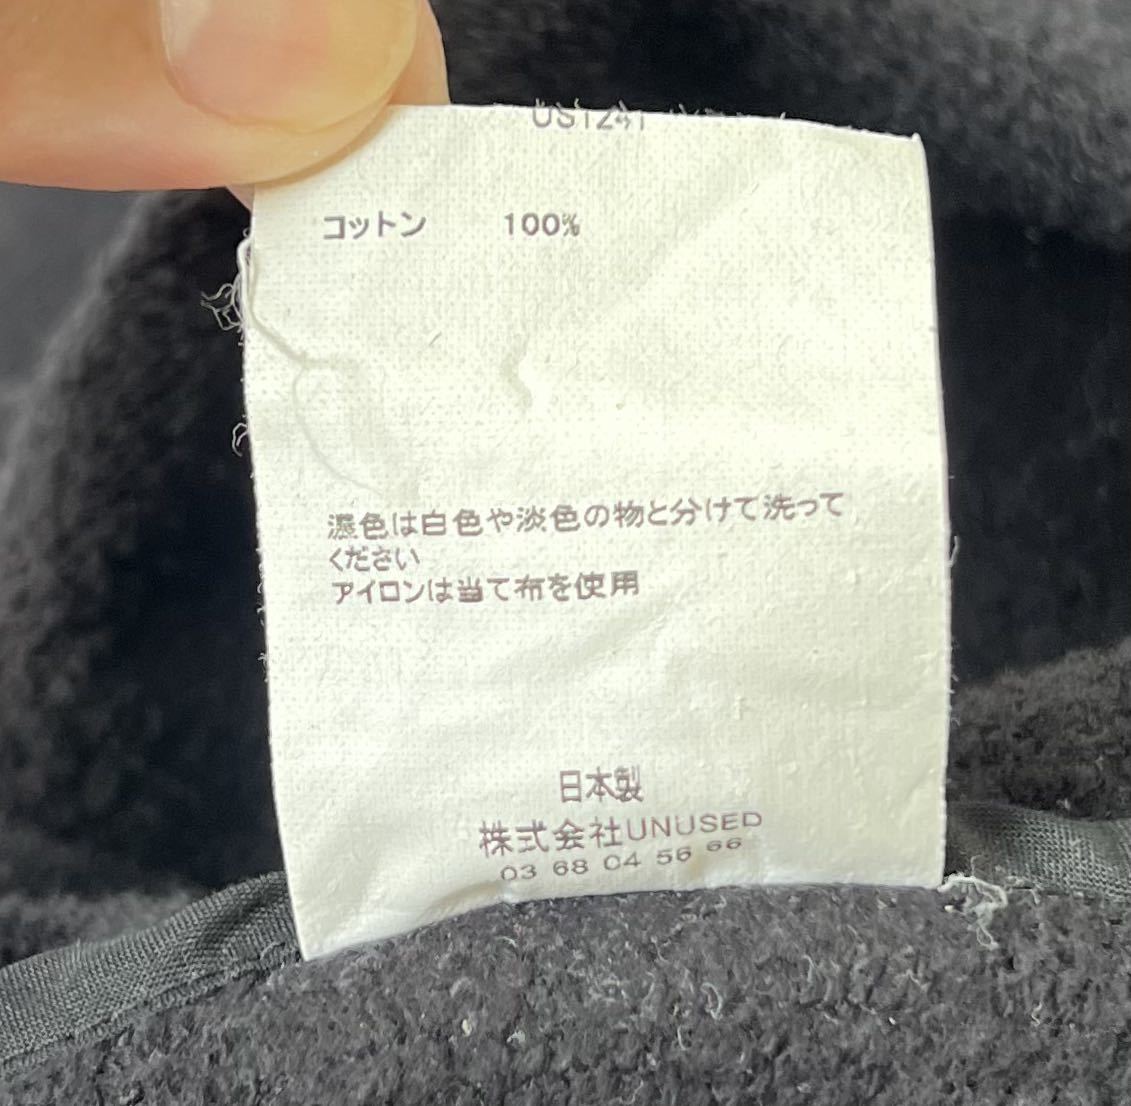 US1241
コットン 100%
濃色は白色や淡色の物と分けて洗って
ください
アイロンは当て布を使用
日本製
株式会社UNUSED
03 68 04 56 66